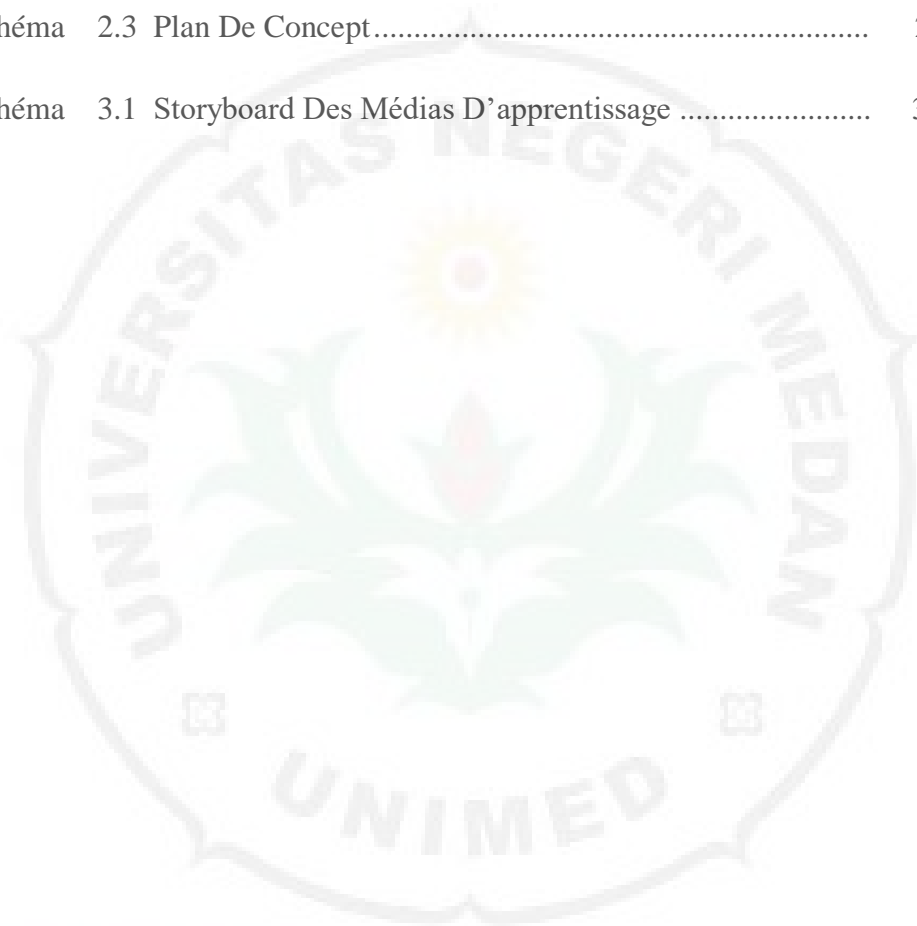 héma 2.3 Plan De Concept.............................................................
héma 3.1 Storyboard Des Médias D’apprentissage ........................
UNIVERSITAS NEGERI MEDAN
UNIMED